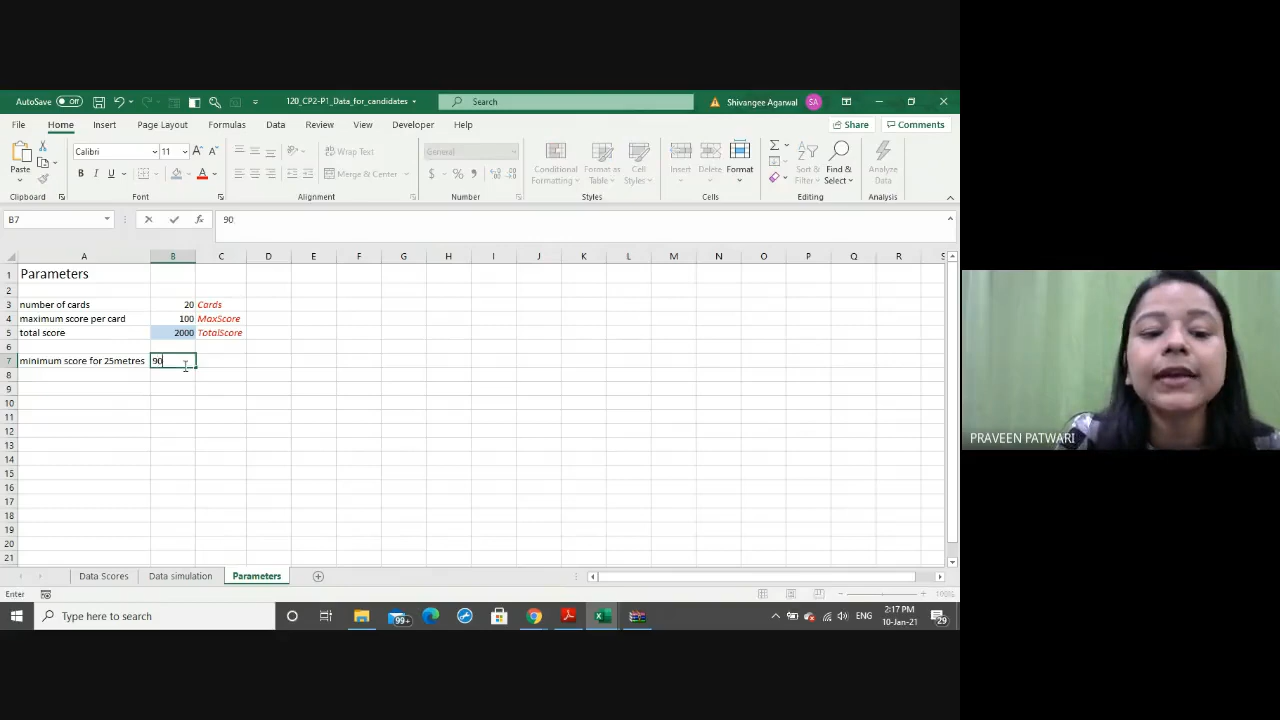 AutoSave Off 120_CP2-P1_Data_for_candidates Search Shivangee Agarwal SA
File Home Insert Page Layout Formulas Data Review View Developer Help Share Comments
Paste Calibri 11 Wrap Text General Conditional Formatting Format as Table Cell Styles Insert Delete Format Sort & Filter Find & Select Analyze Data
B I U Merge & Center $ %
Clipboard Font Alignment Number Styles Cells Editing Analysis
B7 fx 90
A B C D E F G H I J K L M N O P Q R S
1 Parameters
2
3 number of cards 20 Cards
4 maximum score per card 100 MaxScore
5 total score 2000 TotalScore
6
7 minimum score for 25metres 90
8
9
10
11
12
13
14
15
16
17
18
19
20
21
Data Scores Data simulation Parameters
Enter 100%
Type here to search 99+ ENG 2:17 PM 10-Jan-21 29
PRAVEEN PATWARI